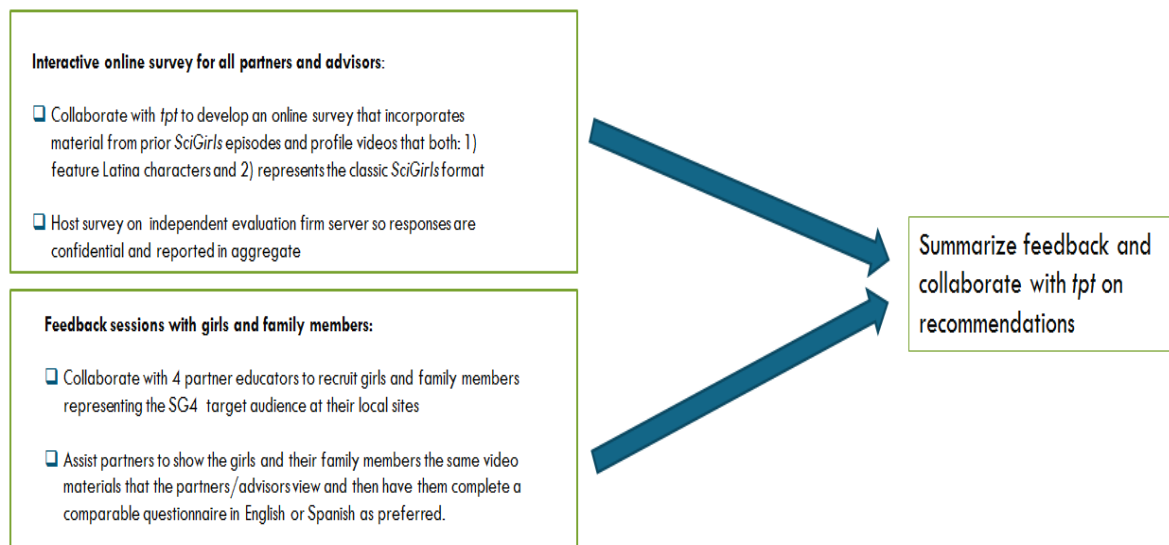 Interactive online survey for all partners and advisors:
❑ Collaborate with tpt to develop an online survey that incorporates
material from prior SciGirls episodes and profile videos that both: 1)
feature Latina characters and 2) represents the classic SciGirls format
❑ Host survey on independent evaluation firm server so responses are
confidential and reported in aggregate
Feedback sessions with girls and family members:
❑ Collaborate with 4 partner educators to recruit girls and family members
representing the SG4 target audience at their local sites
❑ Assist partners to show the girls and their family members the same video
materials that the partners/advisors view and then have them complete a
comparable questionnaire in English or Spanish as preferred.
Summarize feedback and
collaborate with tpt on
recommendations